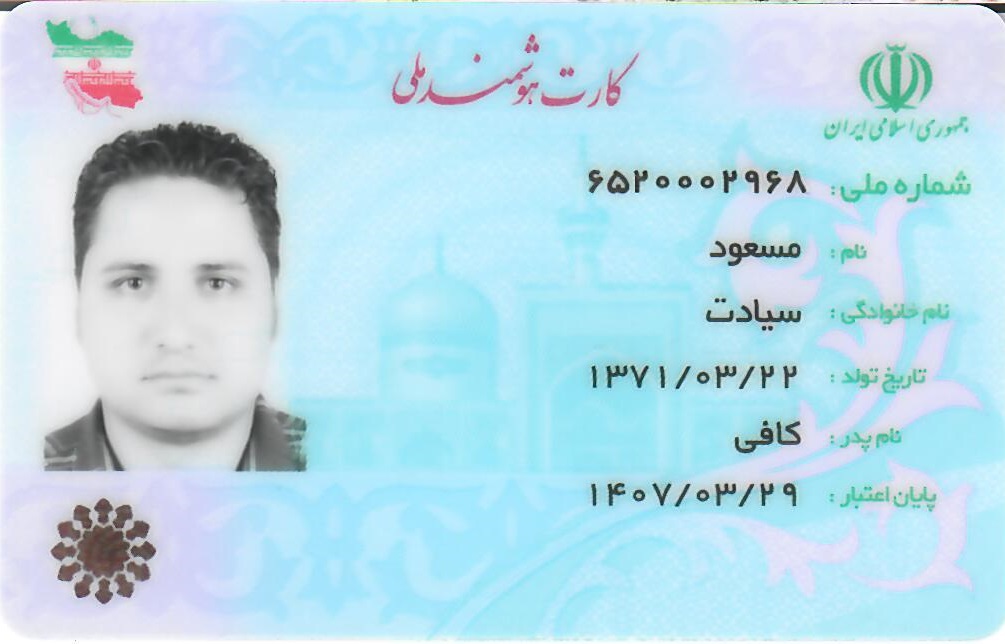 کارت هوشمند ملی
جمهوری اسلامی ایران
شماره ملی: ۶۵۲۰۰۰۲۹۶۸
نام: مسعود
نام خانوادگی: سیادت
تاریخ تولد: ۱۳۷۱/۰۳/۲۲
نام پدر: کافی
پایان اعتبار: ۱۴۰۷/۰۳/۲۹